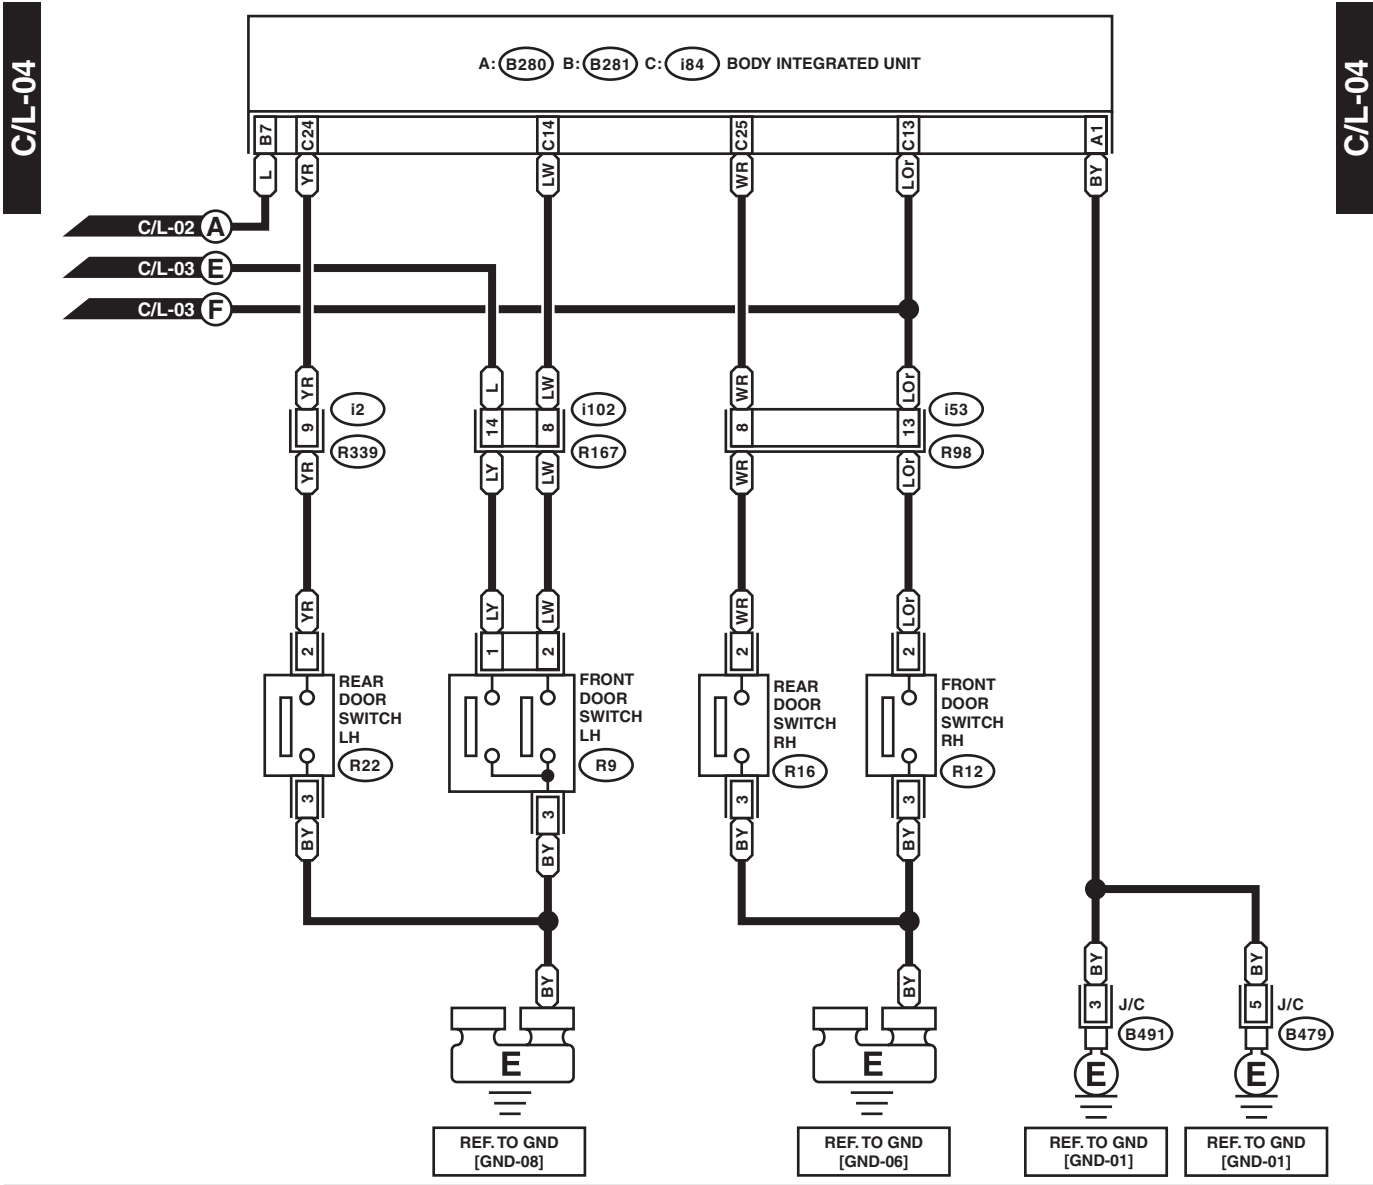 C/L-04
C/L-04
A: B280 B: B281 C: i84 BODY INTEGRATED UNIT
B7 C24 C14 C25 C13 A1
L YR LW WR LOr BY
C/L-02 A
C/L-03 E
C/L-03 F
YR L LW WR LOr
i2 i102 i53
9 14 8 8 13
R339 R167 R98
YR LY LW WR LOr
YR LY LW WR LOr
2 1 2 2 2
REAR
DOOR
SWITCH
LH
R22
FRONT
DOOR
SWITCH
LH
R9
REAR
DOOR
SWITCH
RH
R16
FRONT
DOOR
SWITCH
RH
R12
3 3 3 3
BY BY BY BY
BY BY BY BY
3 J/C
B491
5 J/C
B479
E E E E
REF. TO GND
[GND-08]
REF. TO GND
[GND-06]
REF. TO GND
[GND-01]
REF. TO GND
[GND-01]